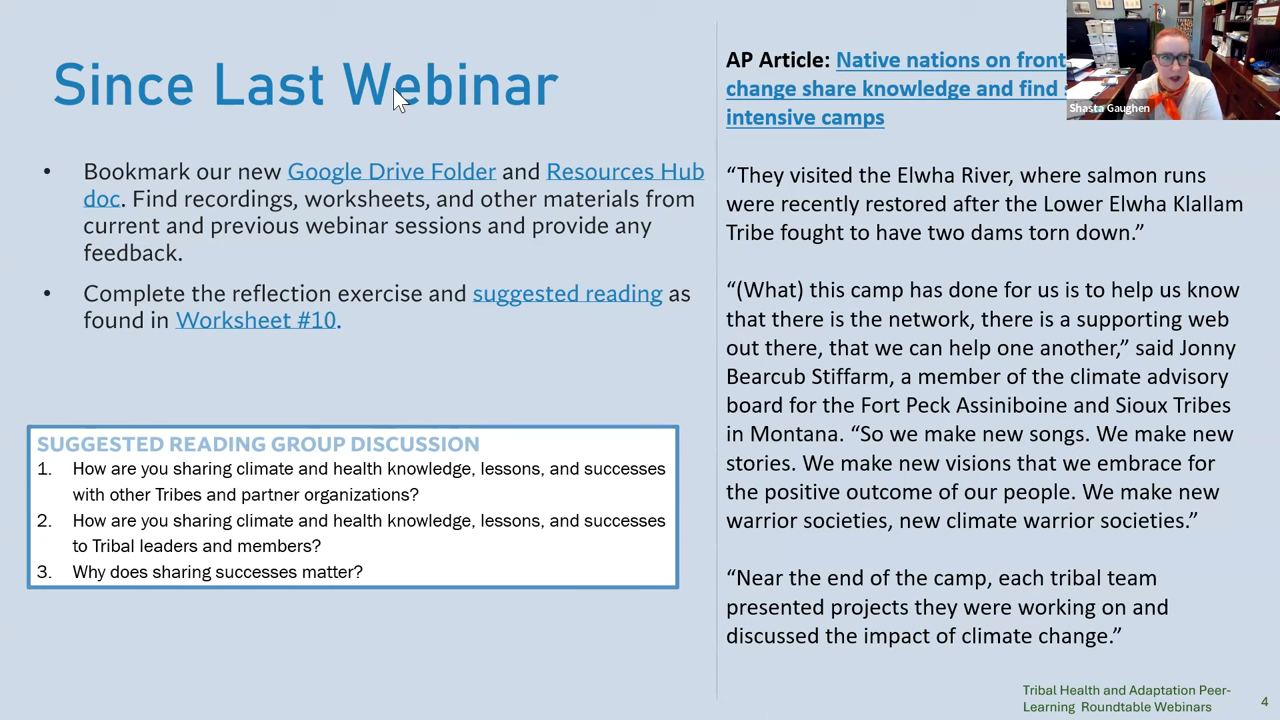 Since Last Webinar
• Bookmark our new Google Drive Folder and Resources Hub
doc. Find recordings, worksheets, and other materials from
current and previous webinar sessions and provide any
feedback.
• Complete the reflection exercise and suggested reading as
found in Worksheet #10.
SUGGESTED READING GROUP DISCUSSION
1. How are you sharing climate and health knowledge, lessons, and successes
with other Tribes and partner organizations?
2. How are you sharing climate and health knowledge, lessons, and successes
to Tribal leaders and members?
3. Why does sharing successes matter?
AP Article: Native nations on front
change share knowledge and find
intensive camps
“They visited the Elwha River, where salmon runs
were recently restored after the Lower Elwha Klallam
Tribe fought to have two dams torn down.”
“(What) this camp has done for us is to help us know
that there is the network, there is a supporting web
out there, that we can help one another,” said Jonny
Bearcub Stiffarm, a member of the climate advisory
board for the Fort Peck Assiniboine and Sioux Tribes
in Montana. “So we make new songs. We make new
stories. We make new visions that we embrace for
the positive outcome of our people. We make new
warrior societies, new climate warrior societies.”
“Near the end of the camp, each tribal team
presented projects they were working on and
discussed the impact of climate change.”
Shasta Gaughen
Tribal Health and Adaptation Peer-
Learning Roundtable Webinars
4